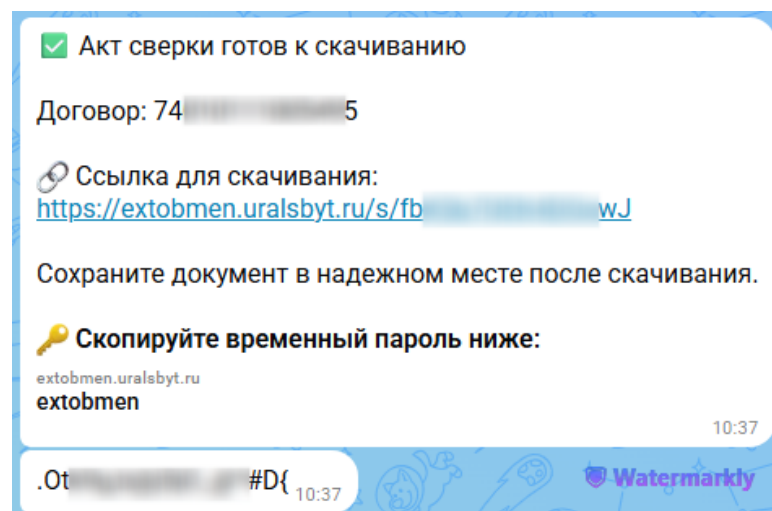 ✅ Акт сверки готов к скачиванию
Договор: 74 5
🔗 Ссылка для скачивания:
https://extobmen.uralsbyt.ru/s/fb wJ
Сохраните документ в надежном месте после скачивания.
🔑 Скопируйте временный пароль ниже:
extobmen.uralsbyt.ru
extobmen
10:37
.Ot #D{ 10:37
Watermarkly